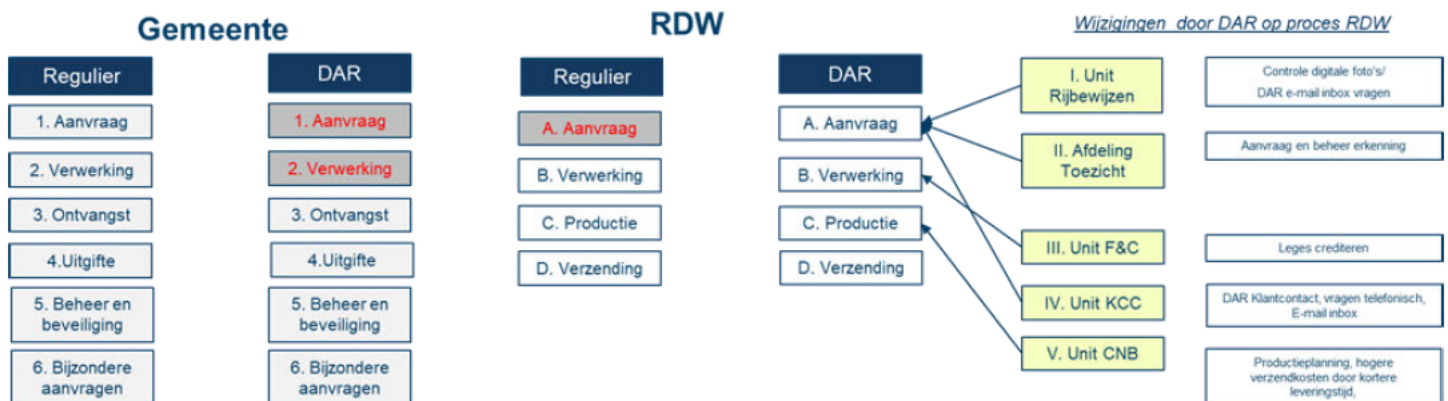 Gemeente
RDW
Wijzigingen door DAR op proces RDW
Regulier
DAR
Regulier
DAR
1. Aanvraag
2. Verwerking
3. Ontvangst
4.Uitgifte
5. Beheer en
beveiliging
6. Bijzondere
aanvragen
1. Aanvraag
2. Verwerking
3. Ontvangst
4.Uitgifte
5. Beheer en
beveiliging
6. Bijzondere
aanvragen
A. Aanvraag
B. Verwerking
C. Productie
D. Verzending
A. Aanvraag
B. Verwerking
C. Productie
D. Verzending
I. Unit
Rijbewijzen
II. Afdeling
Toezicht
III. Unit F&C
IV. Unit KCC
V. Unit CNB
Controle digitale foto's/
DAR e-mail inbox vragen
Aanvraag en beheer erkenning
Leges crediteren
DAR Klantcontact, vragen telefonisch,
E-mail inbox
Productieplanning, hogere
verzendkosten door kortere
leveringstijd,